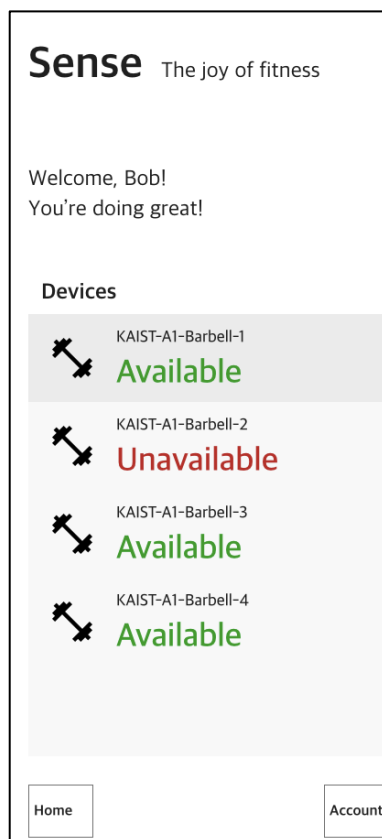 Sense The joy of fitness
Welcome, Bob!
You're doing great!
Devices
KAIST-A1-Barbell-1
Available
KAIST-A1-Barbell-2
Unavailable
KAIST-A1-Barbell-3
Available
KAIST-A1-Barbell-4
Available
Home Account